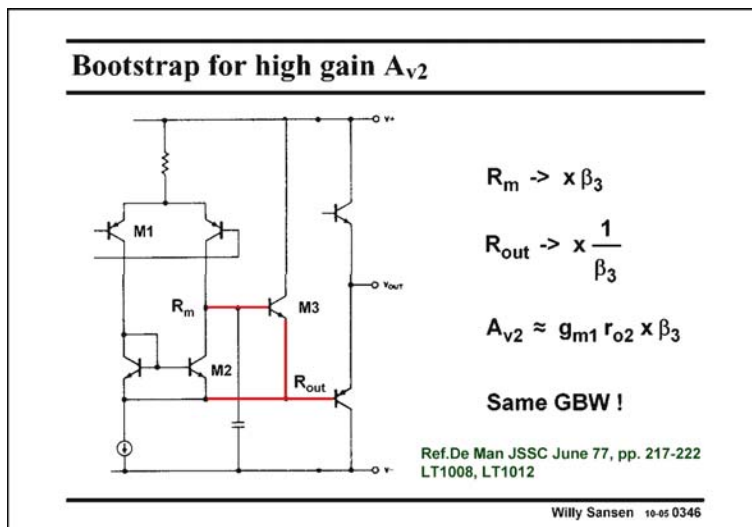 Bootstrap for high gain Av2
V+
M1
Rm
M3
VOUT
M2
Rout
V−
Rm -> x β3
Rout -> x 1/β3
Av2 ≈ gm1 ro2 x β3
Same GBW !
Ref.De Man JSSC June 77, pp. 217-222
LT1008, LT1012
Willy Sansen 10-05 0346